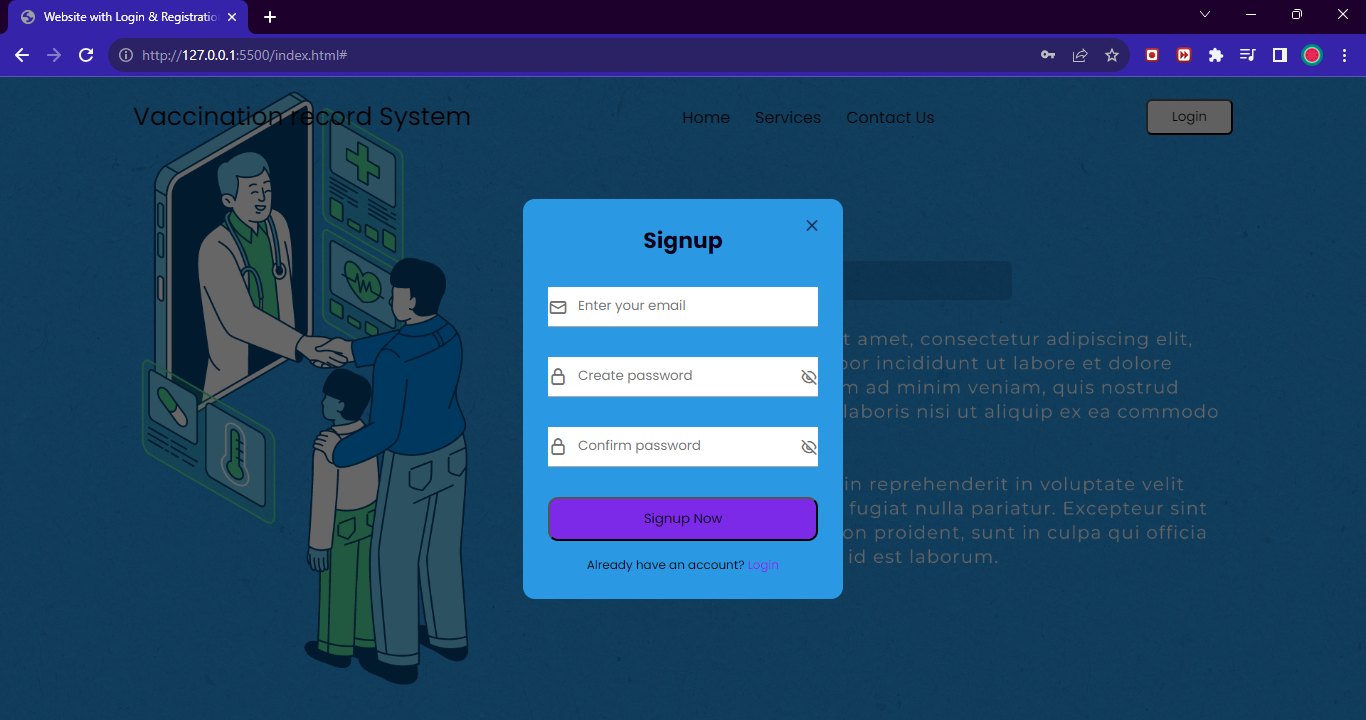 Website with Login & Registratio
http://127.0.0.1:5500/index.html#
Vaccination record System
Home
Services
Contact Us
Login
Signup
Enter your email
Create password
Confirm password
Signup Now
Already have an account? Login
t amet, consectetur adipiscing elit,
por incididunt ut labore et dolore
m ad minim veniam, quis nostrud
laboris nisi ut aliquip ex ea commodo
in reprehenderit in voluptate velit
fugiat nulla pariatur. Excepteur sint
on proident, sunt in culpa qui officia
id est laborum.